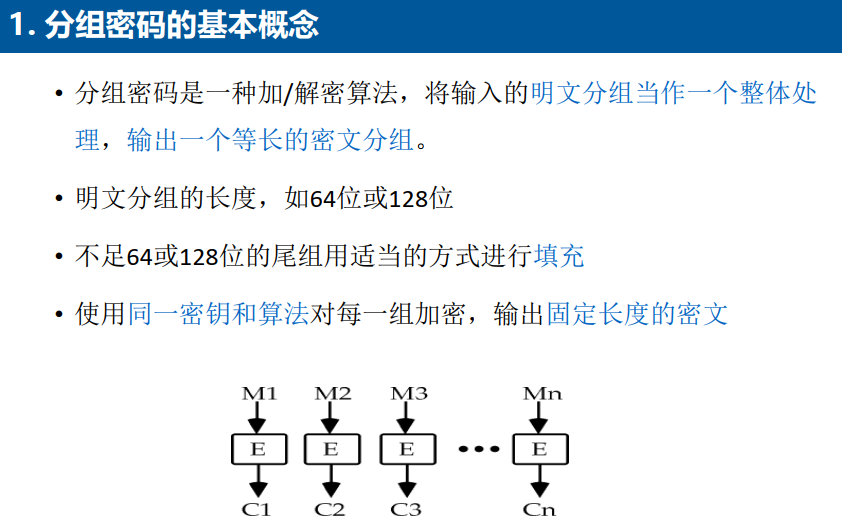 1. 分组密码的基本概念
• 分组密码是一种加/解密算法，将输入的明文分组当作一个整体处
理，输出一个等长的密文分组。
• 明文分组的长度，如64位或128位
• 不足64或128位的尾组用适当的方式进行填充
• 使用同一密钥和算法对每一组加密，输出固定长度的密文
M1 M2 M3 Mn
E E E ••• E
C1 C2 C3 Cn